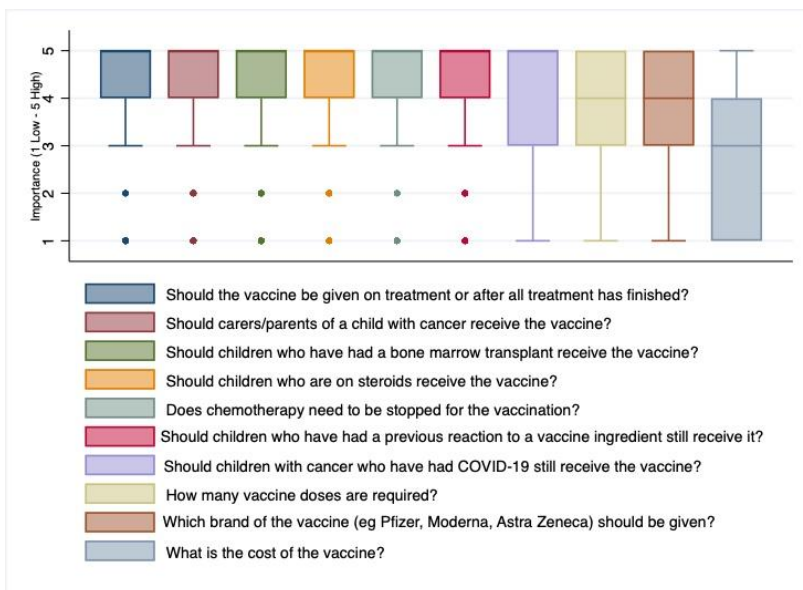 Importance (1 Low - 5 High)
5
4
3
2
1
Should the vaccine be given on treatment or after all treatment has finished?
Should carers/parents of a child with cancer receive the vaccine?
Should children who have had a bone marrow transplant receive the vaccine?
Should children who are on steroids receive the vaccine?
Does chemotherapy need to be stopped for the vaccination?
Should children who have had a previous reaction to a vaccine ingredient still receive it?
Should children with cancer who have had COVID-19 still receive the vaccine?
How many vaccine doses are required?
Which brand of the vaccine (eg Pfizer, Moderna, Astra Zeneca) should be given?
What is the cost of the vaccine?